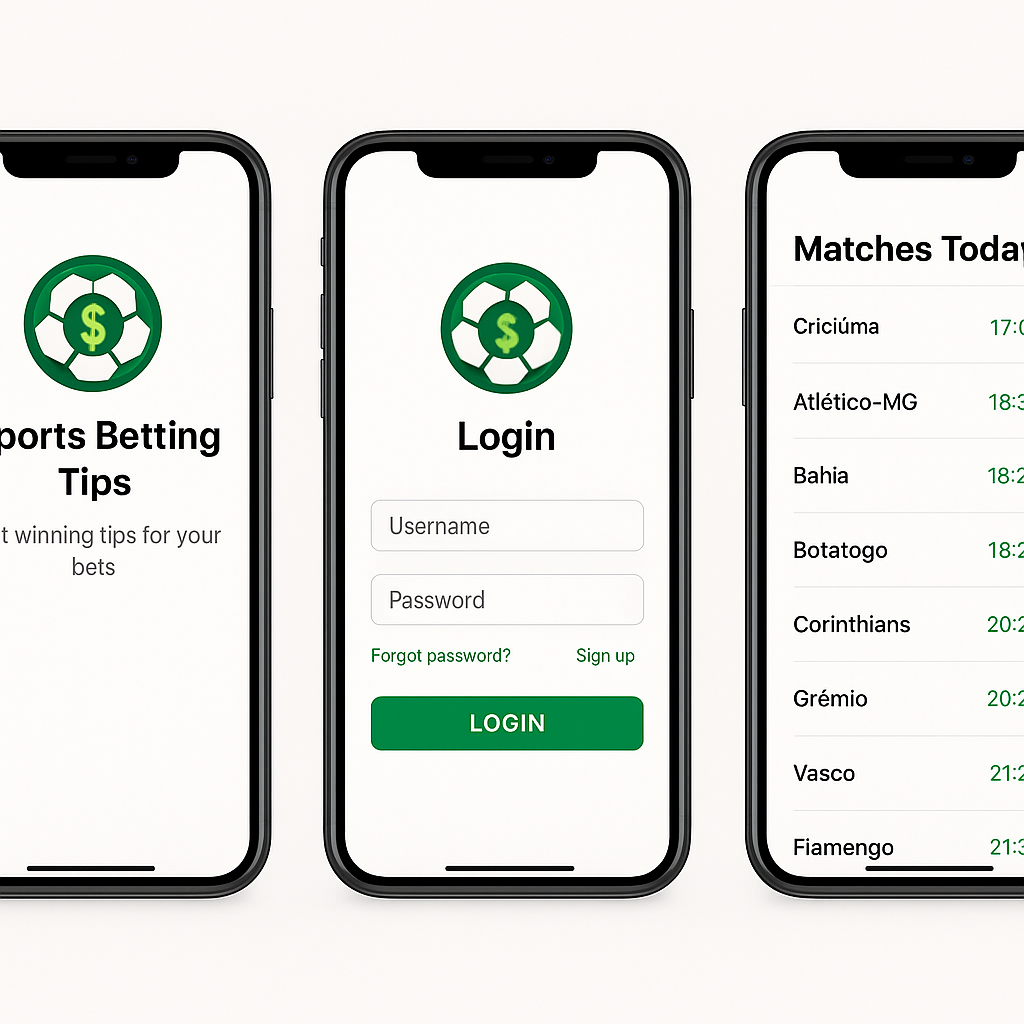 $
ports Betting
Tips
t winning tips for your
bets
$
Login
Username
Password
Forgot password? Sign up
LOGIN
Matches Today
Criciúma 17:0
Atlético-MG 18:3
Bahia 18:2
Botatogo 18:2
Corinthians 20:2
Grémio 20:2
Vasco 21:2
Fiamengo 21:3